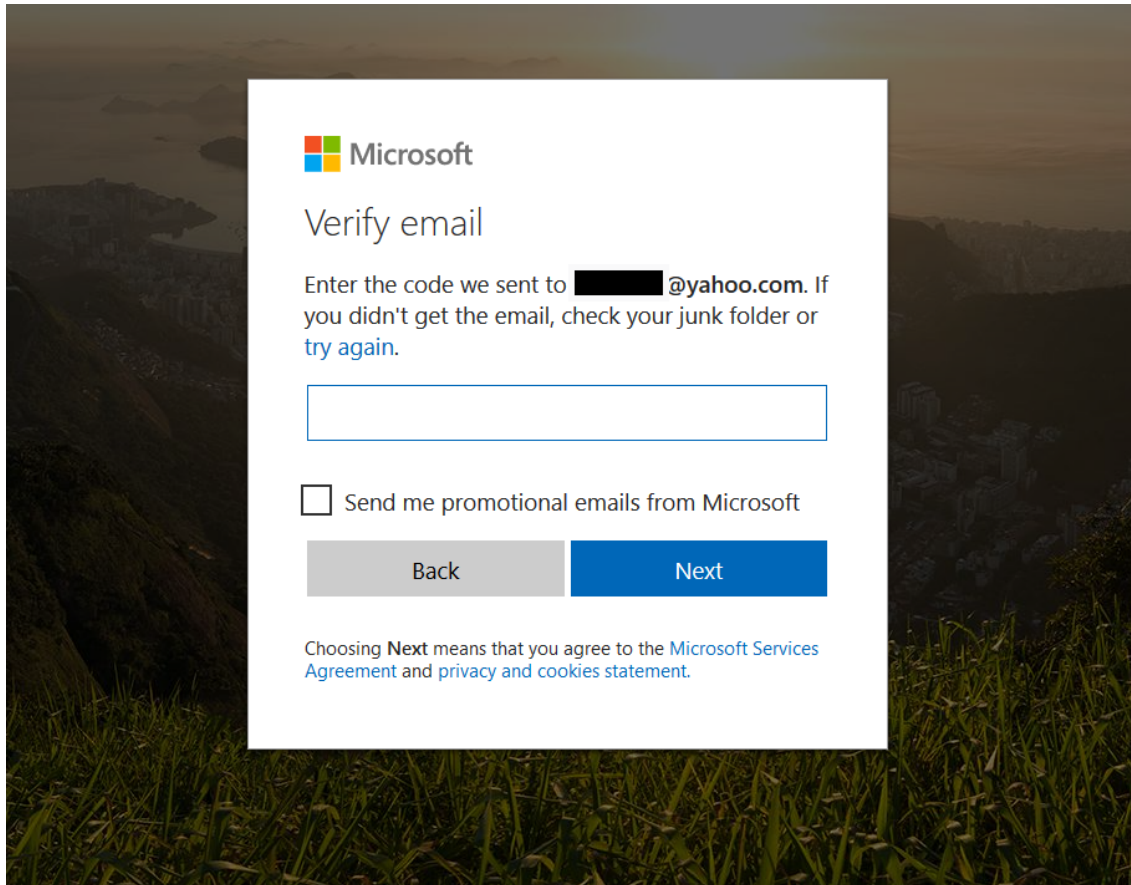 Microsoft
Verify email
Enter the code we sent to @yahoo.com. If
you didn't get the email, check your junk folder or
try again.
Send me promotional emails from Microsoft
Back
Next
Choosing Next means that you agree to the Microsoft Services
Agreement and privacy and cookies statement.